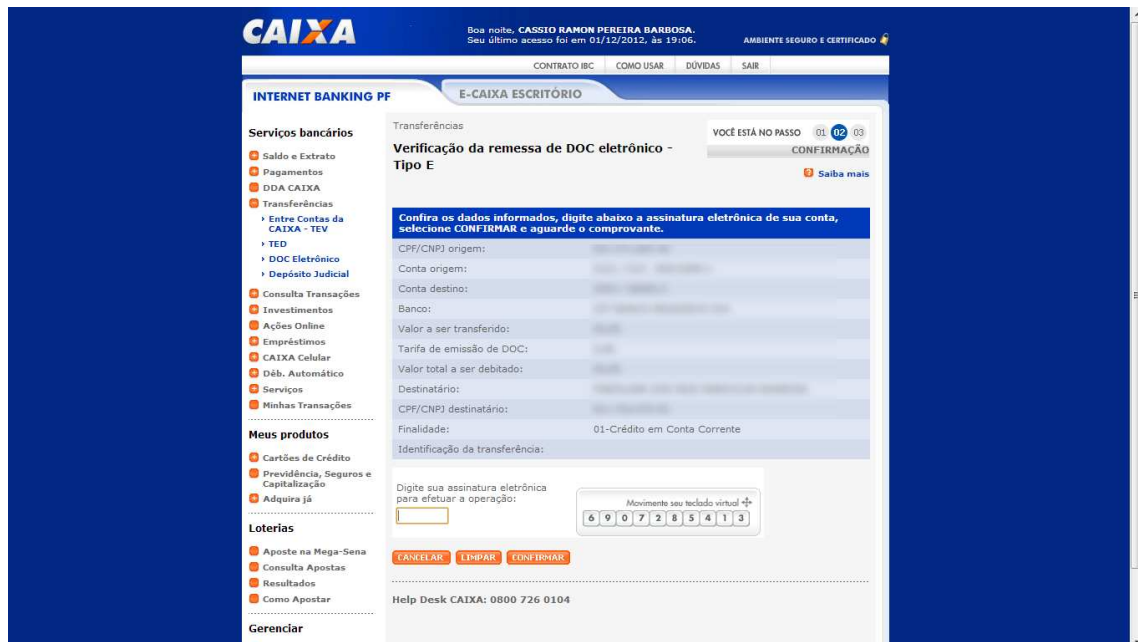 CAIXA
Boa noite, CASSIO RAMON PEREIRA BARBOSA.
Seu último acesso foi em 01/12/2012, às 19:06.
AMBIENTE SEGURO E CERTIFICADO
CONTRATO IBC COMO USAR DÚVIDAS SAIR
INTERNET BANKING PF
E-CAIXA ESCRITÓRIO
Serviços bancários
Saldo e Extrato
Pagamentos
DDA CAIXA
Transferências
Entre Contas da
CAIXA - TEV
TED
DOC Eletrônico
Depósito Judicial
Consulta Transações
Investimentos
Ações Online
Empréstimos
CAIXA Celular
Déb. Automático
Serviços
Minhas Transações
Meus produtos
Cartões de Crédito
Previdência, Seguros e
Capitalização
Adquira já
Loterias
Aposte na Mega-Sena
Consulta Apostas
Resultados
Como Apostar
Gerenciar
Transferências
Verificação da remessa de DOC eletrônico -
Tipo E
VOCÊ ESTÁ NO PASSO 01 02 03
CONFIRMAÇÃO
Saiba mais
Confira os dados informados, digite abaixo a assinatura eletrônica de sua conta,
selecione CONFIRMAR e aguarde o comprovante.
CPF/CNPJ origem:
Conta origem:
Conta destino:
Banco:
Valor a ser transferido:
Tarifa de emissão de DOC:
Valor total a ser debitado:
Destinatário:
CPF/CNPJ destinatário:
Finalidade: 01-Crédito em Conta Corrente
Identificação da transferência:
Digite sua assinatura eletrônica
para efetuar a operação:
Movimente seu teclado virtual
6 9 0 7 2 8 5 4 1 3
CANCELAR LIMPAR CONFIRMAR
Help Desk CAIXA: 0800 726 0104